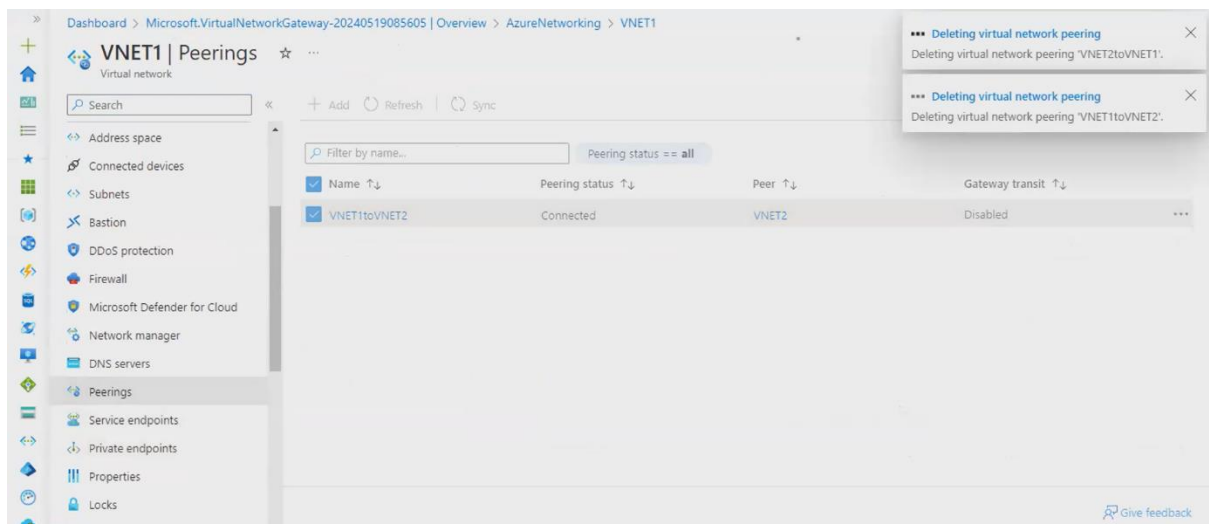 Dashboard > Microsoft.VirtualNetworkGateway-20240519085605 | Overview > AzureNetworking > VNET1
VNET1 | Peerings
Virtual network
Search
Address space
Connected devices
Subnets
Bastion
DDoS protection
Firewall
Microsoft Defender for Cloud
Network manager
DNS servers
Peerings
Service endpoints
Private endpoints
Properties
Locks
Add Refresh Sync
Filter by name...
Peering status == all
Name Peering status Peer Gateway transit
VNET1toVNET2 Connected VNET2 Disabled
Deleting virtual network peering
Deleting virtual network peering 'VNET2toVNET1'.
Deleting virtual network peering
Deleting virtual network peering 'VNET1toVNET2'.
Give feedback